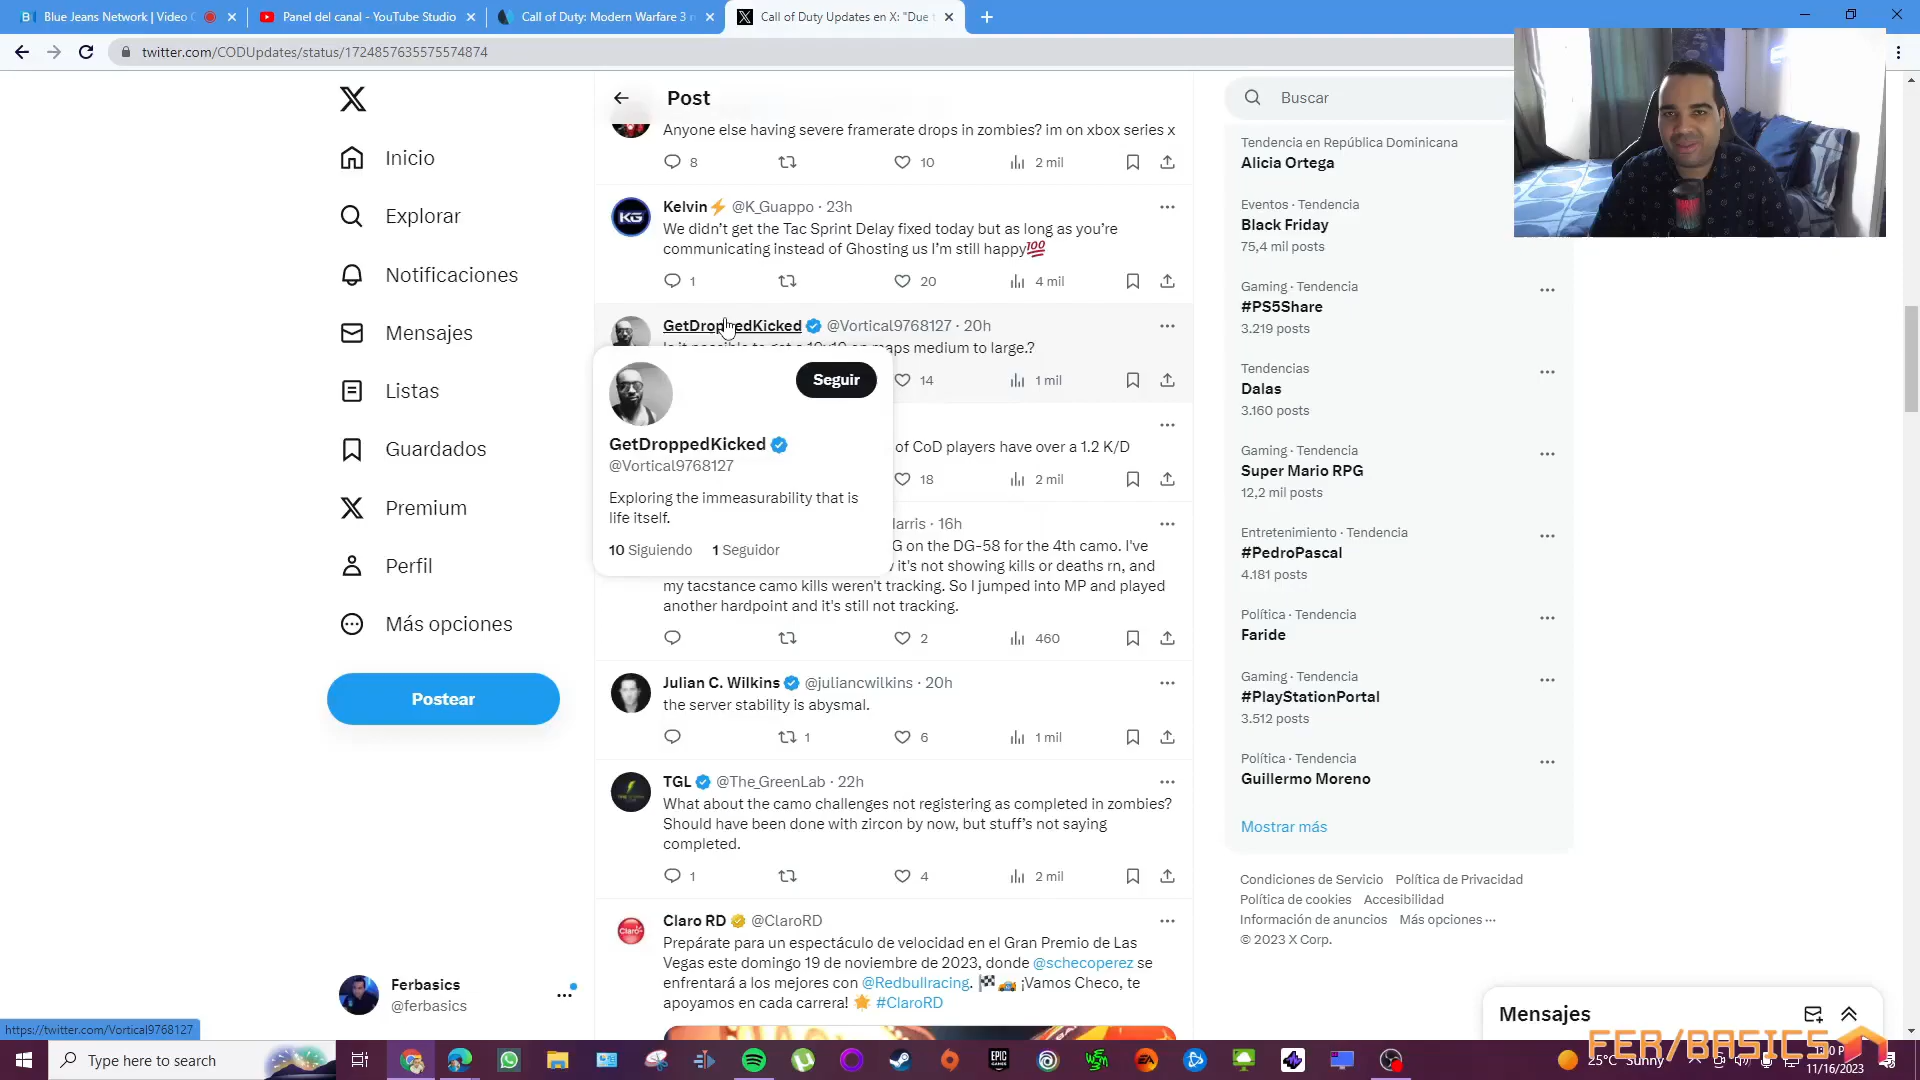 Blue Jeans Network | Video
Panel del canal - YouTube Studio
Call of Duty: Modern Warfare 3
Call of Duty Updates en X: "Due
twitter.com/CODUpdates/status/1724857635575574874
Inicio
Explorar
Notificaciones
Mensajes
Listas
Guardados
Premium
Perfil
Más opciones
Postear
Ferbasics
@ferbasics
https://twitter.com/Vortical9768127
Post
Anyone else having severe framerate drops in zombies? im on xbox series x
8 10 2 mil
Kelvin⚡ @K_Guappo · 23h
We didn't get the Tac Sprint Delay fixed today but as long as you're
communicating instead of Ghosting us I'm still happy💯
1 20 4 mil
GetDroppedKicked @Vortical9768127 · 20h
maps medium to large.?
14 1 mil
Seguir
GetDroppedKicked
@Vortical9768127
Exploring the immeasurability that is
life itself.
10 Siguiendo 1 Seguidor
of CoD players have over a 1.2 K/D
18 2 mil
arris · 16h
G on the DG-58 for the 4th camo. I've
it's not showing kills or deaths rn, and
my tacstance camo kills weren't tracking. So I jumped into MP and played
another hardpoint and it's still not tracking.
2 460
Julian C. Wilkins @juliancwilkins · 20h
the server stability is abysmal.
1 6 1 mil
TGL @The_GreenLab · 22h
What about the camo challenges not registering as completed in zombies?
Should have been done with zircon by now, but stuff's not saying
completed.
1 4 2 mil
Claro RD @ClaroRD
Prepárate para un espectáculo de velocidad en el Gran Premio de Las
Vegas este domingo 19 de noviembre de 2023, donde @schecoperez se
enfrentará a los mejores con @Redbullracing. 🏁🏎️ ¡Vamos Checo, te
apoyamos en cada carrera! ⭐ #ClaroRD
Buscar
Tendencia en República Dominicana
Alicia Ortega
Eventos · Tendencia
Black Friday
75,4 mil posts
Gaming · Tendencia
#PS5Share
3.219 posts
Tendencias
Dalas
3.160 posts
Gaming · Tendencia
Super Mario RPG
12,2 mil posts
Entretenimiento · Tendencia
#PedroPascal
4.181 posts
Política · Tendencia
Faride
Gaming · Tendencia
#PlayStationPortal
3.512 posts
Política · Tendencia
Guillermo Moreno
Mostrar más
Condiciones de Servicio Política de Privacidad
Política de cookies Accesibilidad
Información de anuncios Más opciones ···
© 2023 X Corp.
Mensajes
FER/BASICS
Type here to search
25°C Sunny
11/16/2023